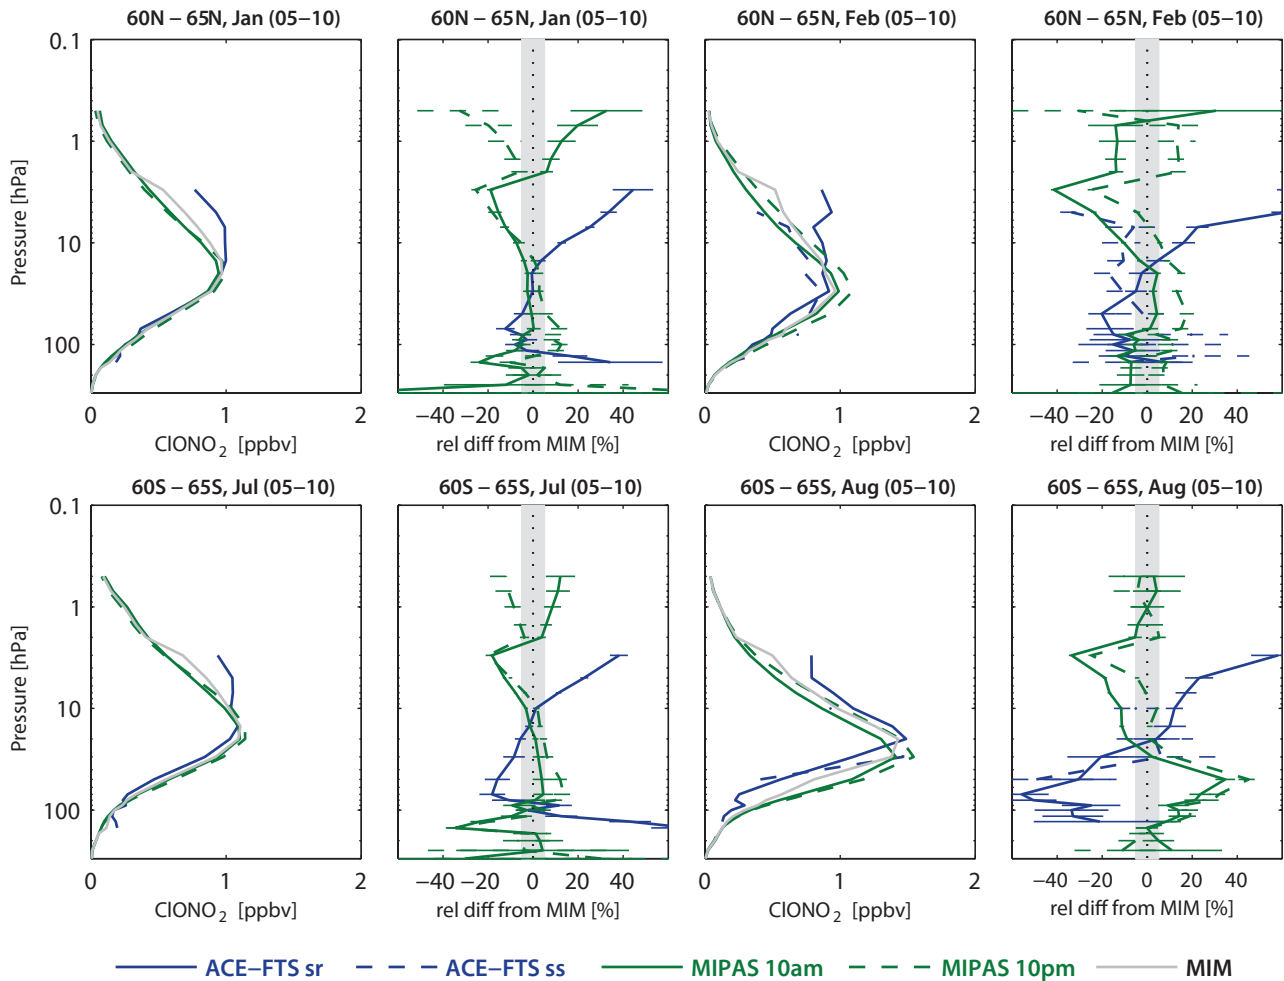 60N – 65N, Jan (05–10)
60N – 65N, Jan (05–10)
60N – 65N, Feb (05–10)
60N – 65N, Feb (05–10)
0.1
1
10
100
Pressure [hPa]
0 1 2
ClONO2 [ppbv]
−40 −20 0 20 40
rel diff from MIM [%]
0 1 2
ClONO2 [ppbv]
−40 −20 0 20 40
rel diff from MIM [%]
60S – 65S, Jul (05–10)
60S – 65S, Jul (05–10)
60S – 65S, Aug (05–10)
60S – 65S, Aug (05–10)
0.1
1
10
100
Pressure [hPa]
0 1 2
ClONO2 [ppbv]
−40 −20 0 20 40
rel diff from MIM [%]
0 1 2
ClONO2 [ppbv]
−40 −20 0 20 40
rel diff from MIM [%]
ACE–FTS sr ACE–FTS ss MIPAS 10am MIPAS 10pm MIM